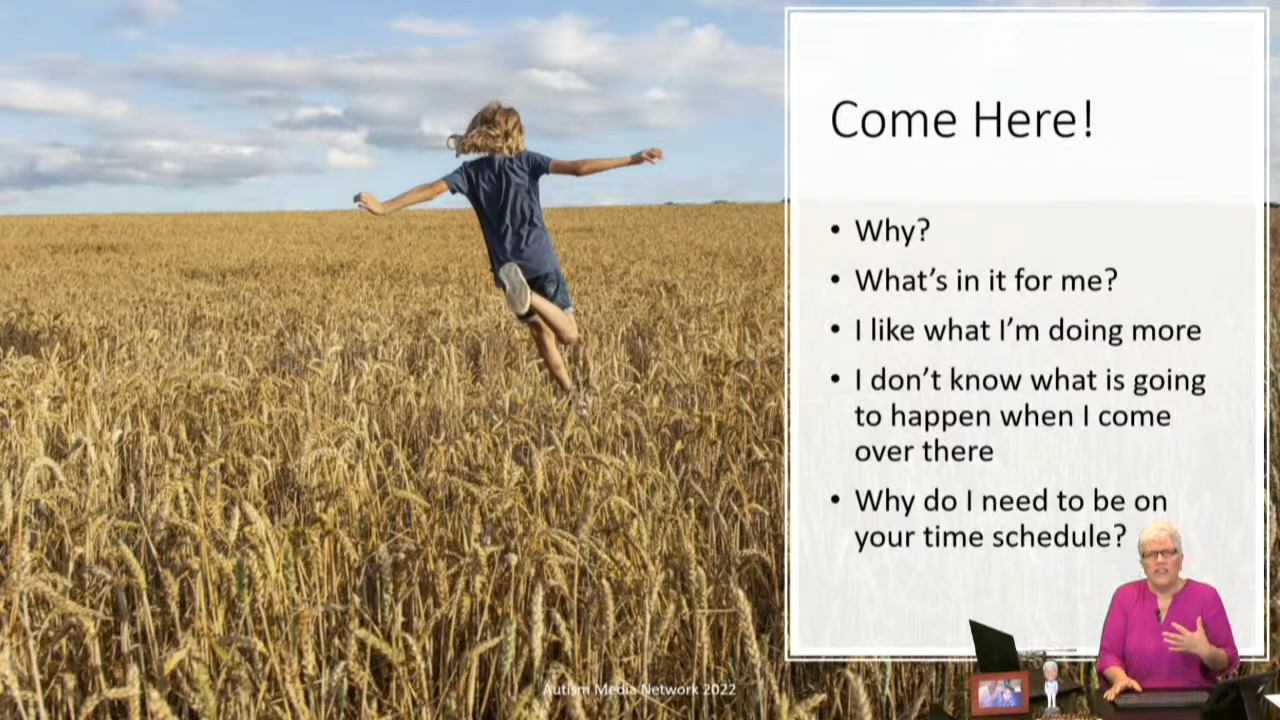 Come Here!
• Why?
• What's in it for me?
• I like what I'm doing more
• I don't know what is going
to happen when I come
over there
• Why do I need to be on
your time schedule?
Autism Media Network 2022